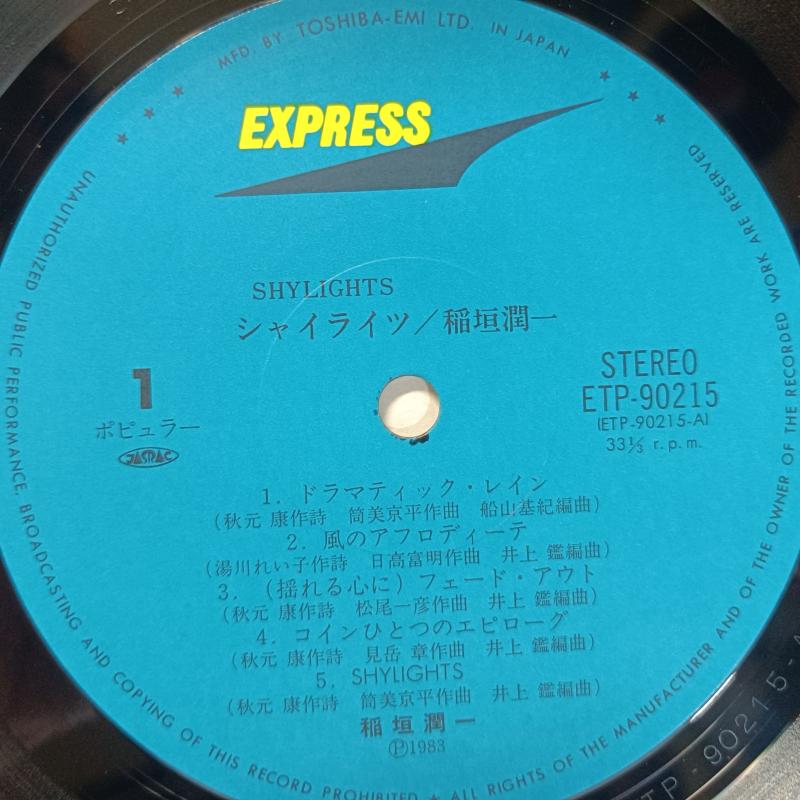 MFD. BY TOSHIBA-EMI LTD. IN JAPAN
EXPRESS
SHYLIGHTS
シャイライツ／稲垣潤一
1
ポピュラー
JASRAC
STEREO
ETP-90215
(ETP-90215-A)
33⅓ r.p.m.
1. ドラマティック・レイン
(秋元 康作詩 筒美京平作曲 船山基紀編曲)
2. 風のアフロディーテ
(湯川れい子作詩 日高富明作曲 井上 鑑編曲)
3. (揺れる心に) フェード・アウト
(秋元 康作詩 松尾一彦作曲 井上 鑑編曲)
4. コインひとつのエピローグ
(秋元 康作詩 見岳 章作曲 井上 鑑編曲)
5. SHYLIGHTS
(秋元 康作詩 筒美京平作曲 井上 鑑編曲)
稲垣潤一
Ⓟ1983
UNAUTHORIZED PUBLIC PERFORMANCE, BROADCASTING AND COPYING OF THIS RECORD PROHIBITED ★ ALL RIGHTS OF THE MANUFACTURER AND OF THE OWNER OF THE RECORDED WORK ARE RESERVED
ETP-90215-A